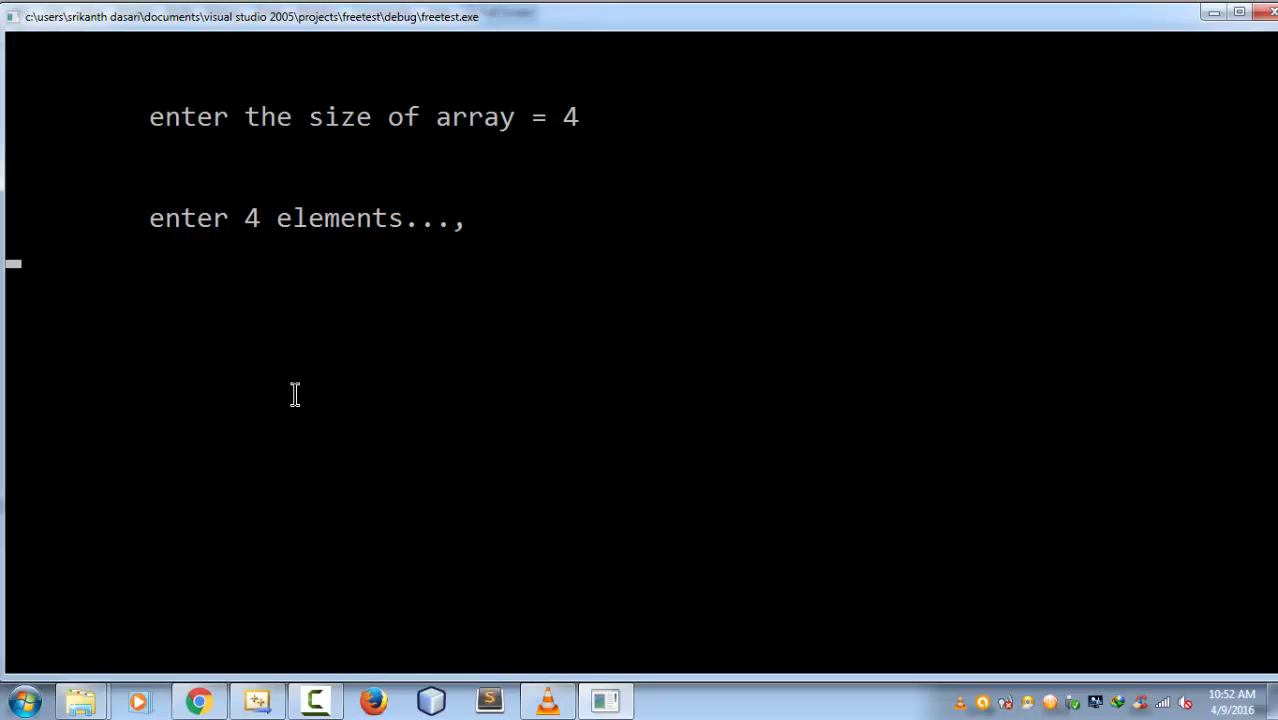 c:\users\srikanth dasari\documents\visual studio 2005\projects\freetest\debug\freetest.exe
enter the size of array = 4
enter 4 elements...,
10:52 AM
4/9/2016